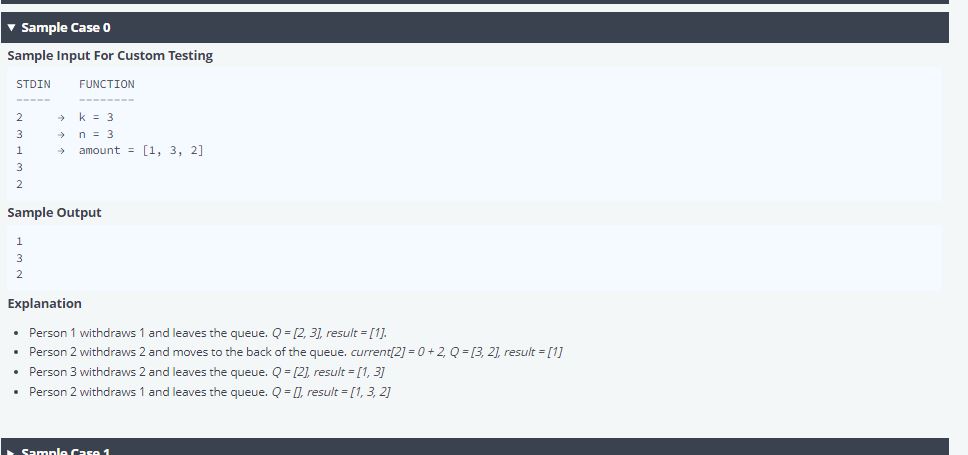 ▼ Sample Case 0
Sample Input For Custom Testing
STDIN FUNCTION
----- --------
2 → k = 3
3 → n = 3
1 → amount = [1, 3, 2]
3
2
Sample Output
1
3
2
Explanation
• Person 1 withdraws 1 and leaves the queue. Q = [2, 3], result = [1].
• Person 2 withdraws 2 and moves to the back of the queue. current[2] = 0 + 2, Q = [3, 2], result = [1]
• Person 3 withdraws 2 and leaves the queue. Q = [2], result = [1, 3]
• Person 2 withdraws 1 and leaves the queue. Q = [], result = [1, 3, 2]
▶ Sample Case 1